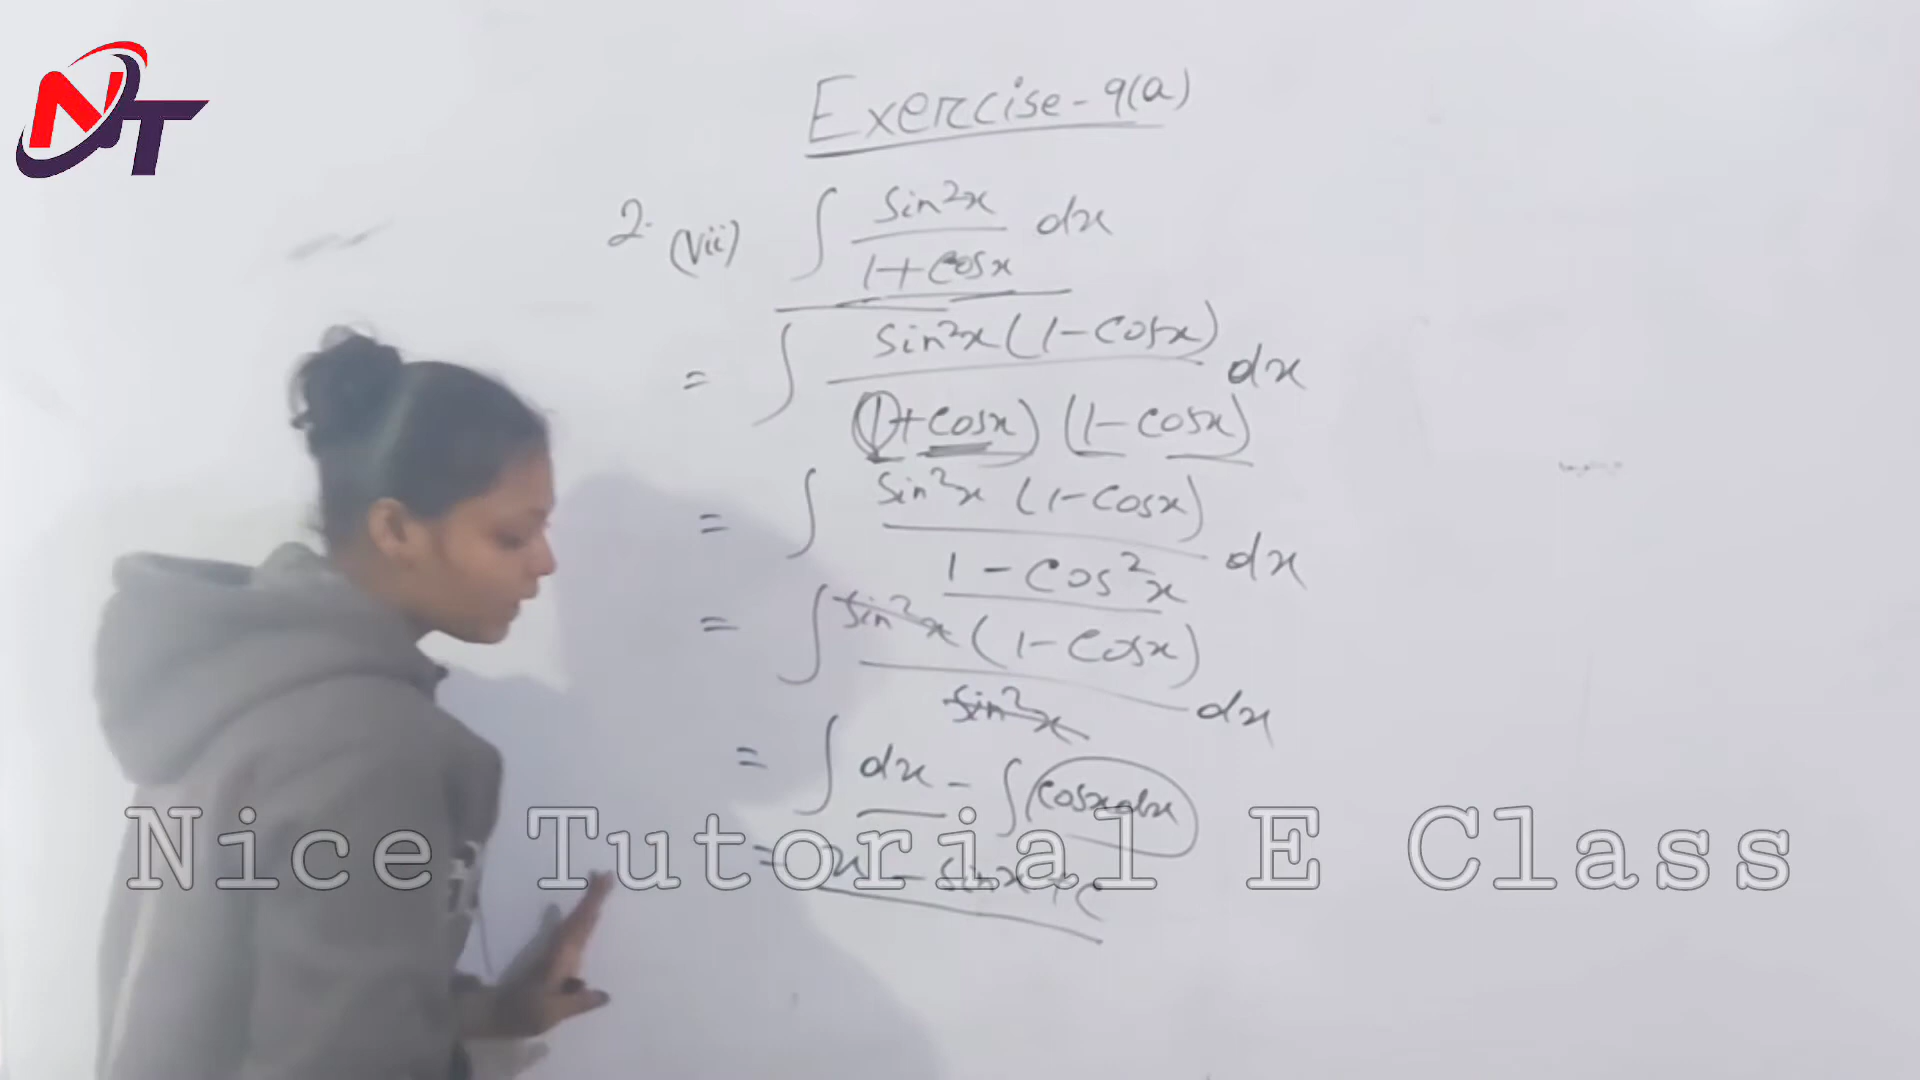 NT
Exercise - 9(a)
2. (vii) ∫ sin²x / 1+cosx dx
= ∫ sin²x (1-cosx) / (1+cosx) (1-cosx) dx
= ∫ sin²x (1-cosx) / 1-cos²x dx
= ∫ sin²x (1-cosx) / sin²x dx
= ∫ dx - ∫ cosx dx
= x - sinx + c
Nice Tutorial E Class